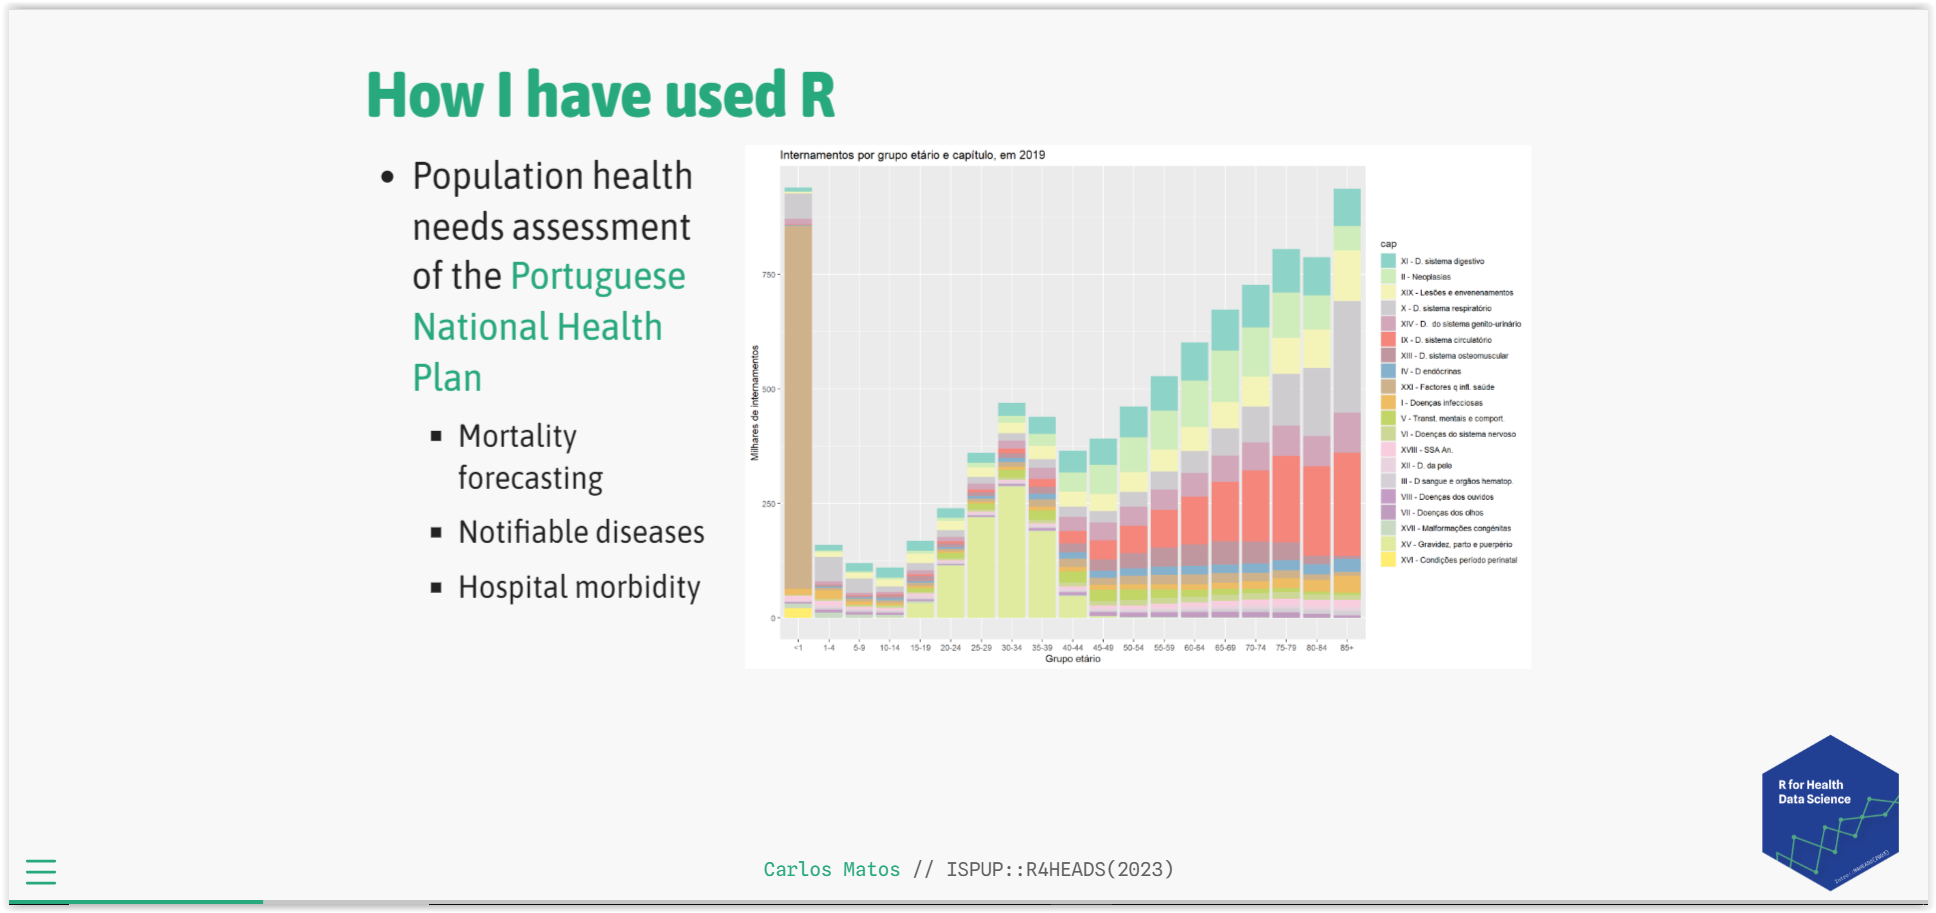 How I have used R
Population health
needs assessment
of the Portuguese
National Health
Plan
Mortality
forecasting
Notifiable diseases
Hospital morbidity
Internamentos por grupo etário e capítulo, em 2019
Milhares de internamentos
750
500
250
0
<1 1-4 5-9 10-14 15-19 20-24 25-29 30-34 35-39 40-44 45-49 50-54 55-59 60-64 65-69 70-74 75-79 80-84 85+
Grupo etário
cap
XI - D. sistema digestivo
II - Neoplasias
XIX - Lesões e envenenamentos
X - D. sistema respiratório
XIV - D. do sistema genito-urinário
IX - D. sistema circulatório
XIII - D. sistema osteomuscular
IV - D endócrinas
XXI - Factores q infl. saúde
I - Doenças infecciosas
V - Transt. mentais e comport.
VI - Doenças do sistema nervoso
XVIII - SSA An.
XII - D. da pele
III - D sangue e orgãos hematop.
VIII - Doenças dos ouvidos
VII - Doenças dos olhos
XVII - Malformações congénitas
XV - Gravidez, parto e puerpério
XVI - Condições período perinatal
R for Health
Data Science
Carlos Matos // ISPUP::R4HEADS(2023)